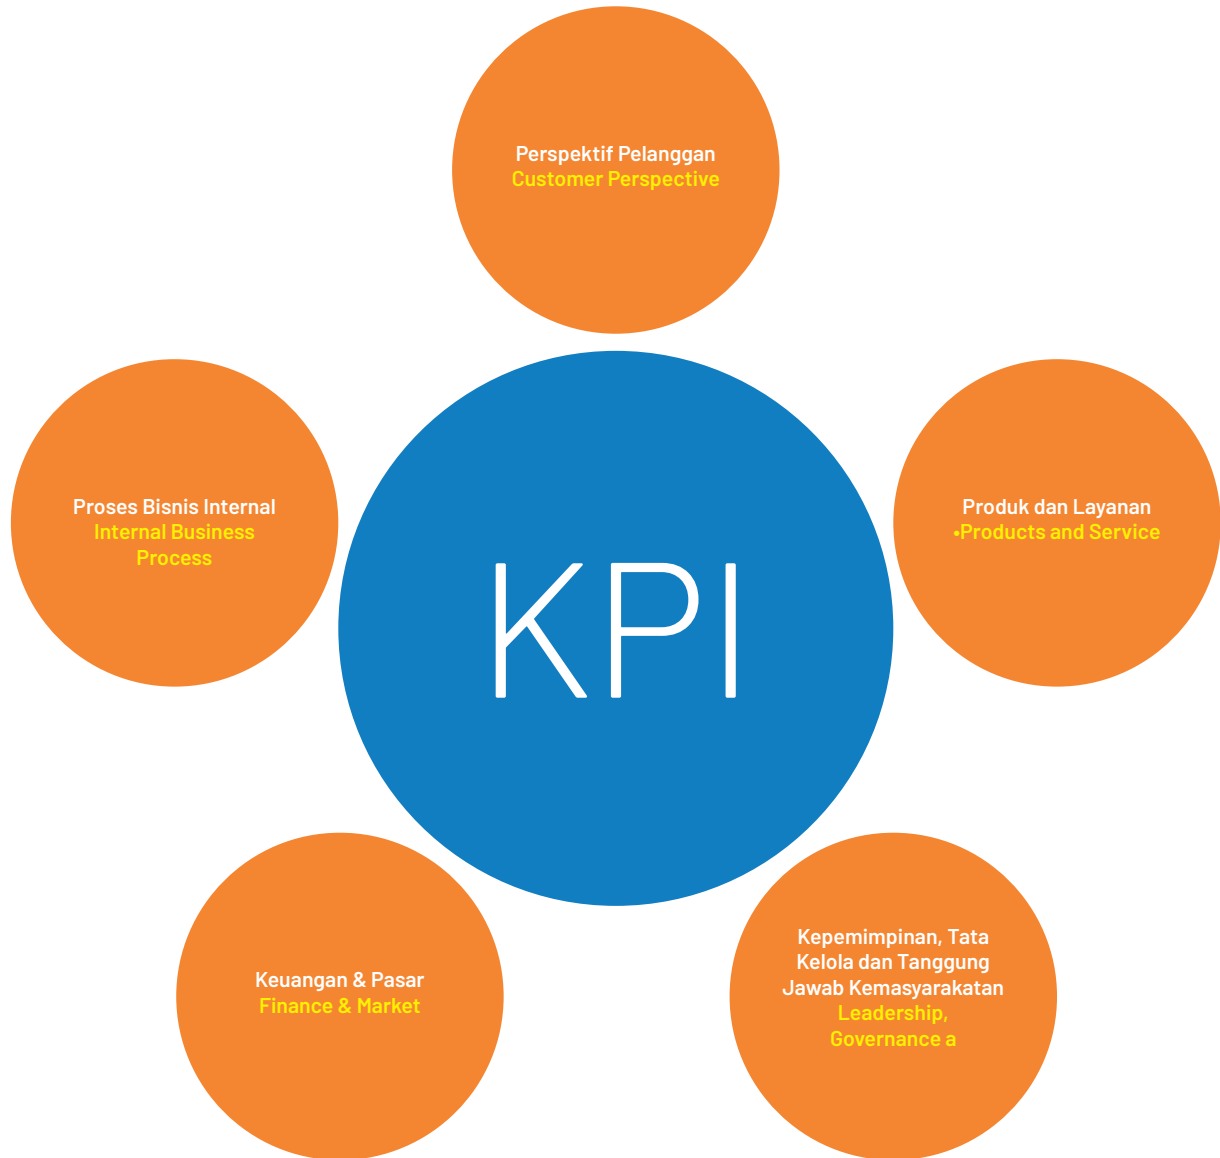 Perspektif Pelanggan
Customer Perspective
Proses Bisnis Internal
Internal Business
Process
Produk dan Layanan
•Products and Service
KPI
Keuangan & Pasar
Finance & Market
Kepemimpinan, Tata
Kelola dan Tanggung
Jawab Kemasyarakatan
Leadership,
Governance a